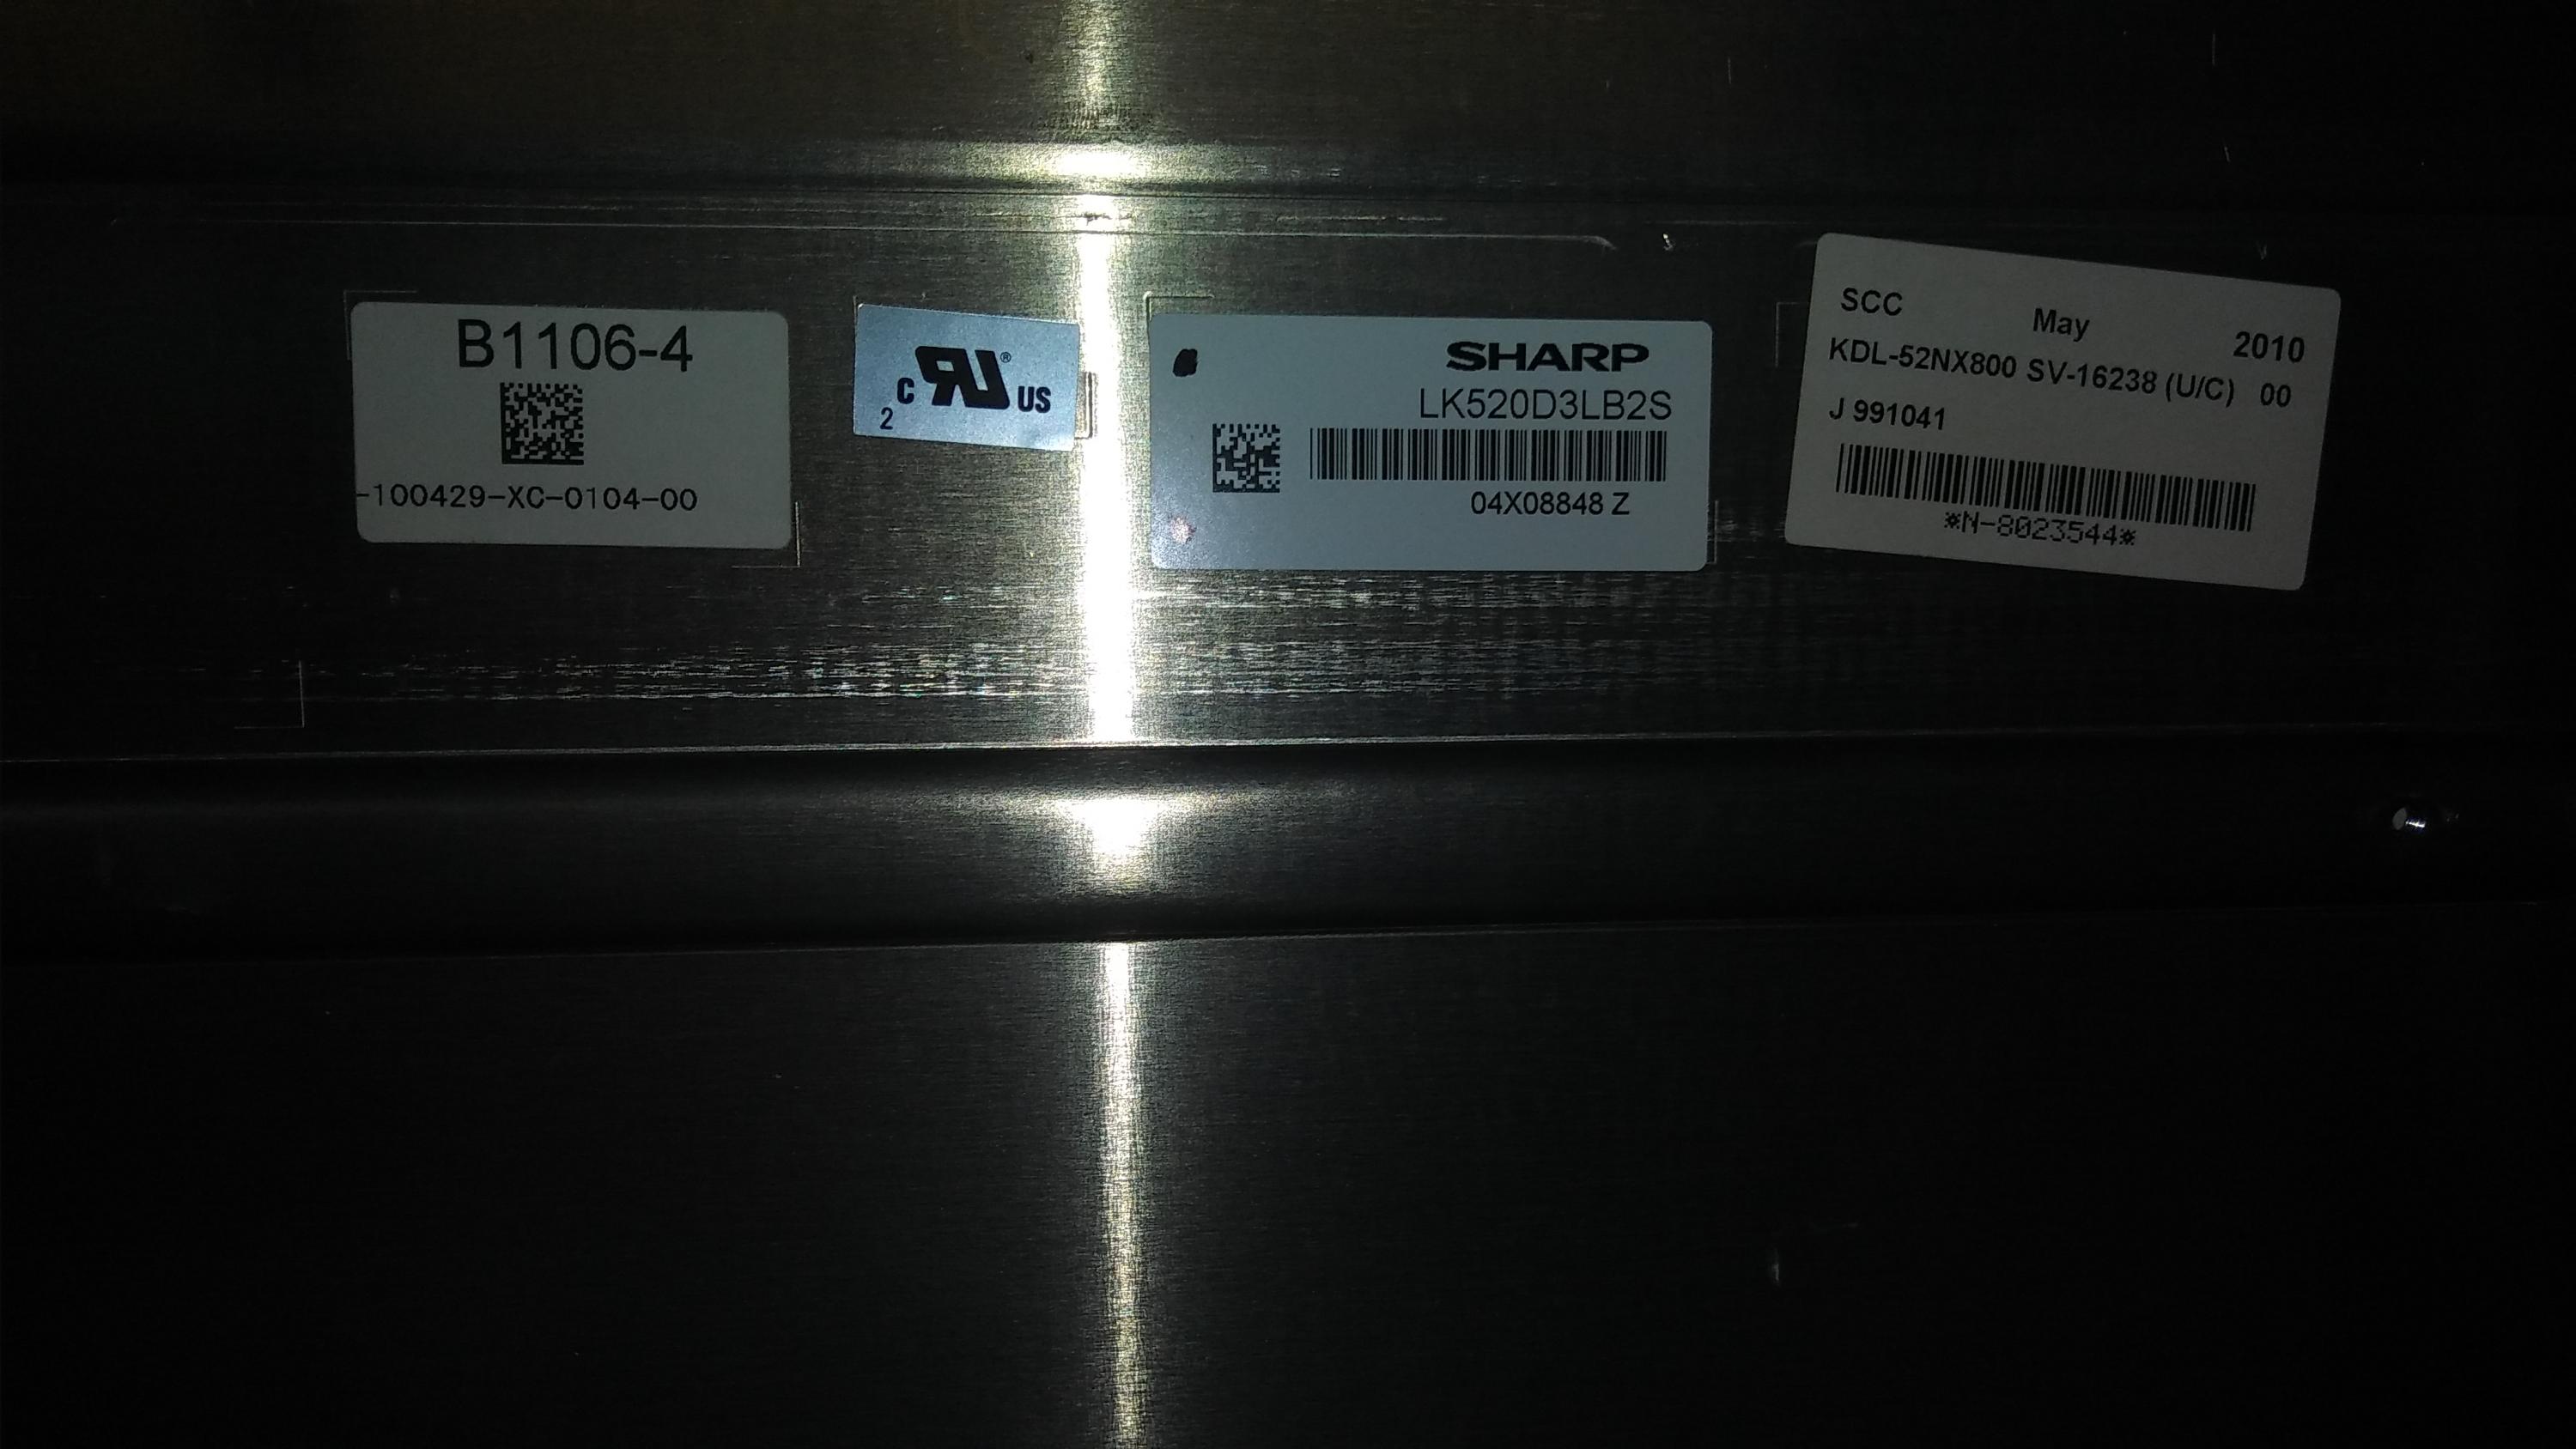 B1106-4
-100429-XC-0104-00
c RU® US
2
SHARP
LK520D3LB2S
04X08848 Z
SCC May 2010
KDL-52NX800 SV-16238 (U/C) 00
J 991041
*N-8023544*